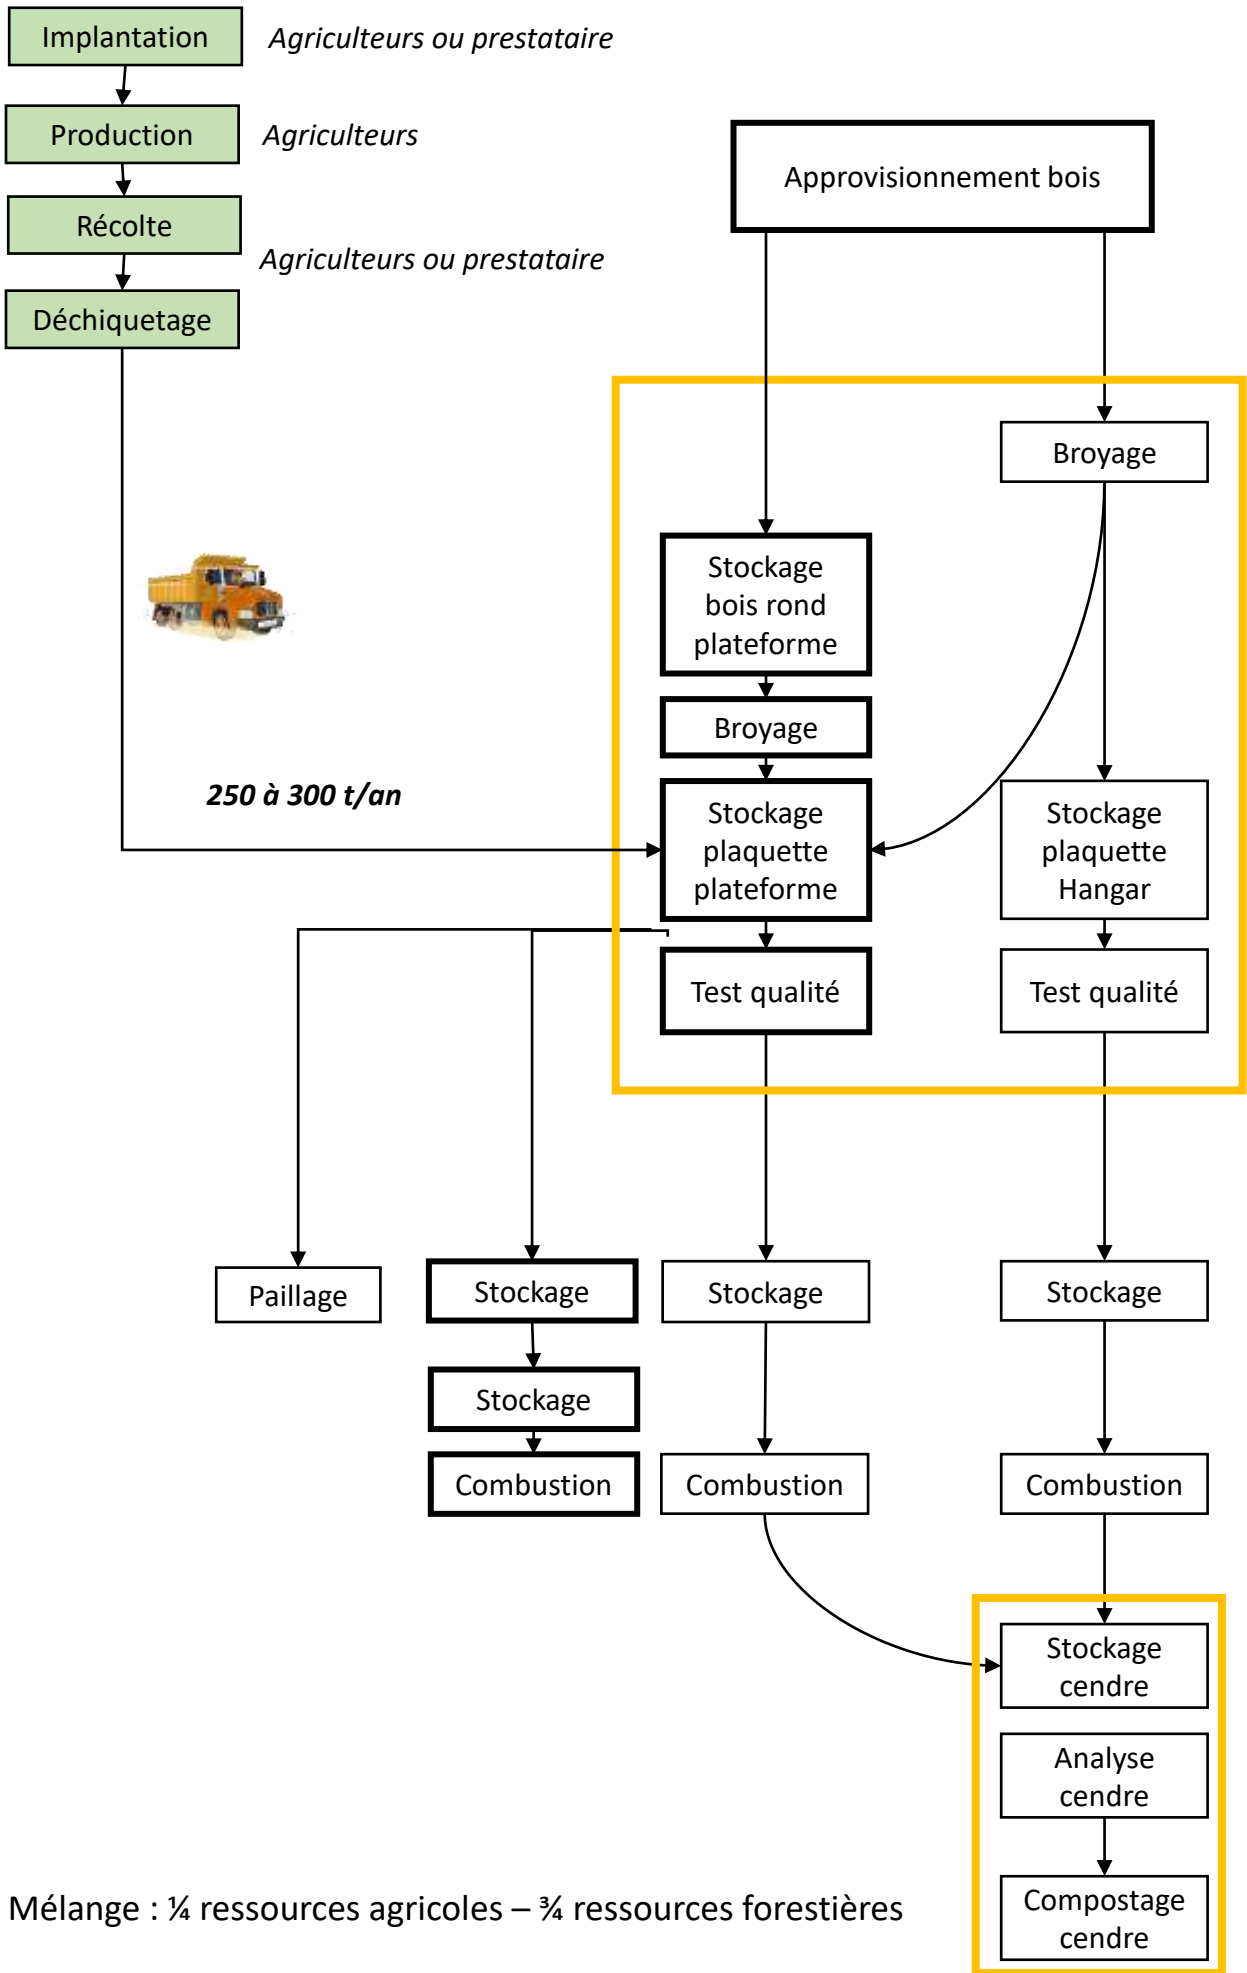 Implantation
Agriculteurs ou prestataire
Production
Agriculteurs
Approvisionnement bois
Récolte
Agriculteurs ou prestataire
Déchiquetage
Broyage
Stockage
bois rond
plateforme
Broyage
250 à 300 t/an
Stockage
plaquette
plateforme
Stockage
plaquette
Hangar
Test qualité
Test qualité
Paillage
Stockage
Stockage
Stockage
Stockage
Combustion
Combustion
Combustion
Stockage
cendre
Analyse
cendre
Mélange : ¼ ressources agricoles – ¾ ressources forestières
Compostage
cendre